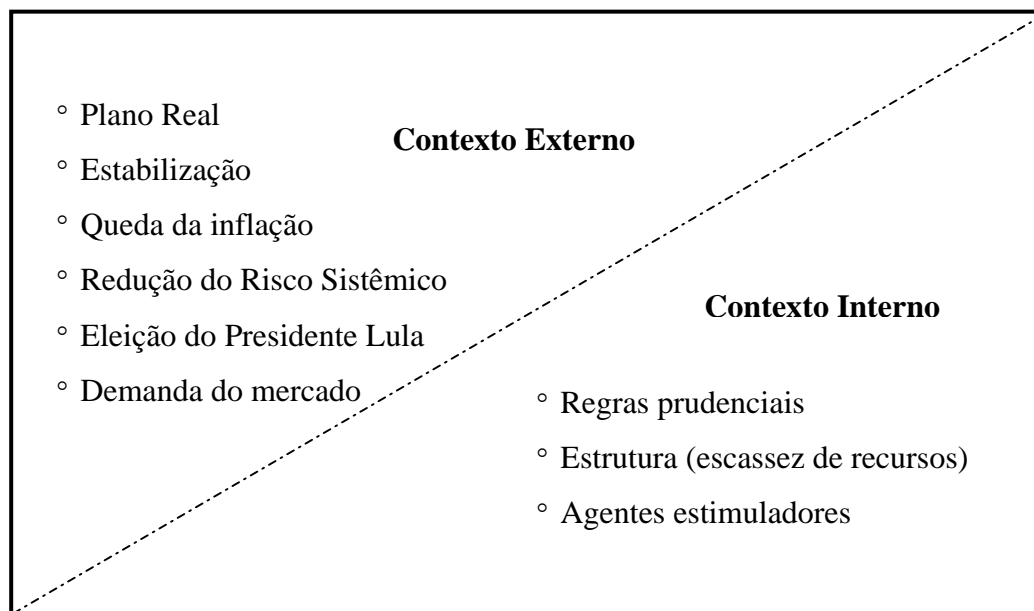 ° Plano Real
Contexto Externo
° Estabilização
° Queda da inflação
° Redução do Risco Sistêmico
° Eleição do Presidente Lula
° Demanda do mercado
Contexto Interno
° Regras prudenciais
° Estrutura (escassez de recursos)
° Agentes estimuladores